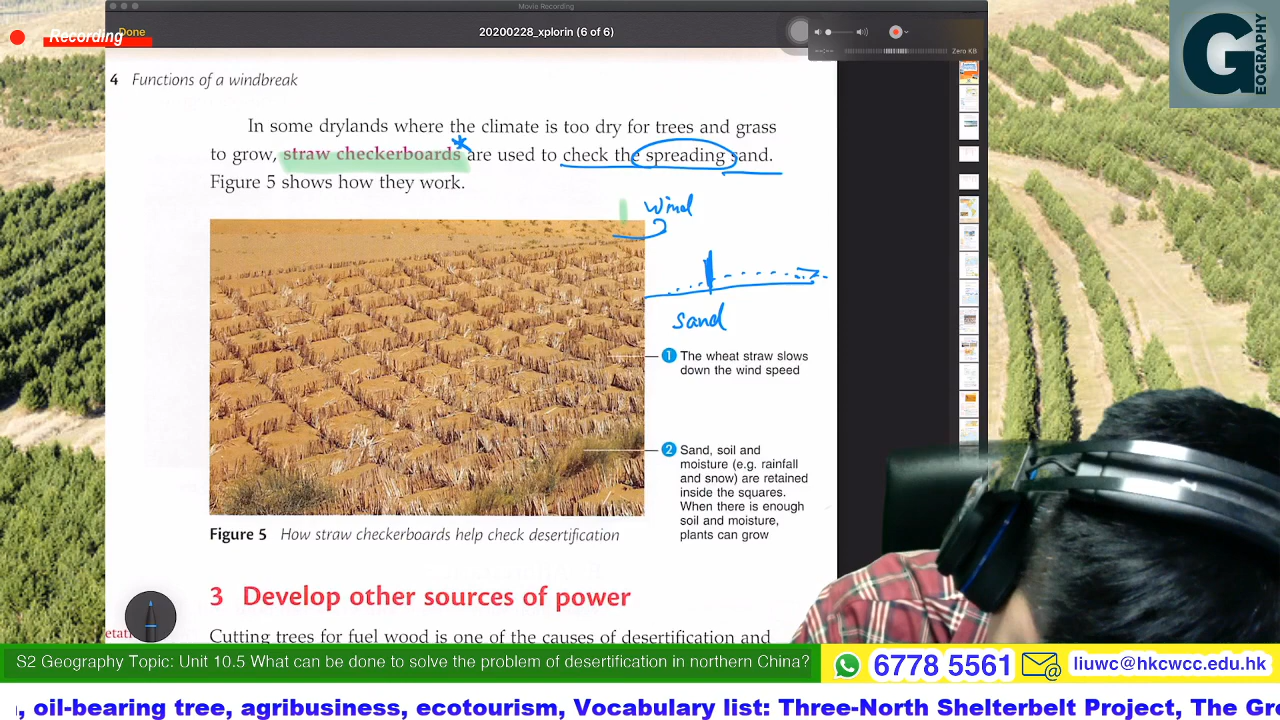 Movie Recording
Done
Recording
20200228_xplorin (6 of 6)
--:--
Zero KB
GEOGRAPHY
4 Functions of a windbreak
In some drylands where the climate is too dry for trees and grass
to grow, straw checkerboards* are used to check the spreading sand.
Figure 5 shows how they work.
wind
sand
1 The wheat straw slows
down the wind speed
2 Sand, soil and
moisture (e.g. rainfall
and snow) are retained
inside the squares.
When there is enough
soil and moisture,
plants can grow
Figure 5 How straw checkerboards help check desertification
3 Develop other sources of power
etati
Cutting trees for fuel wood is one of the causes of desertification and
S2 Geography Topic: Unit 10.5 What can be done to solve the problem of desertification in northern China?
6778 5561
liuwc@hkcwcc.edu.hk
, oil-bearing tree, agribusiness, ecotourism, Vocabulary list: Three-North Shelterbelt Project, The Gr